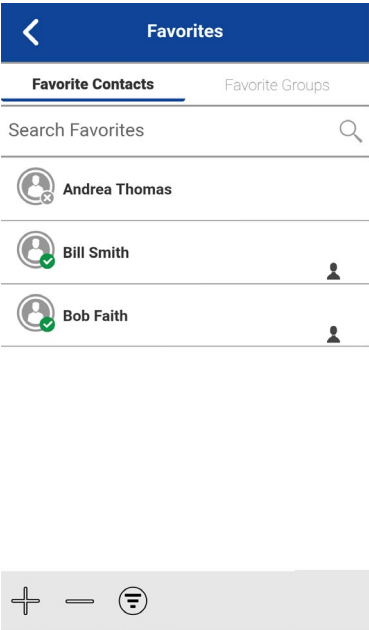 Favorites
Favorite Contacts Favorite Groups
Search Favorites
Andrea Thomas
Bill Smith
Bob Faith